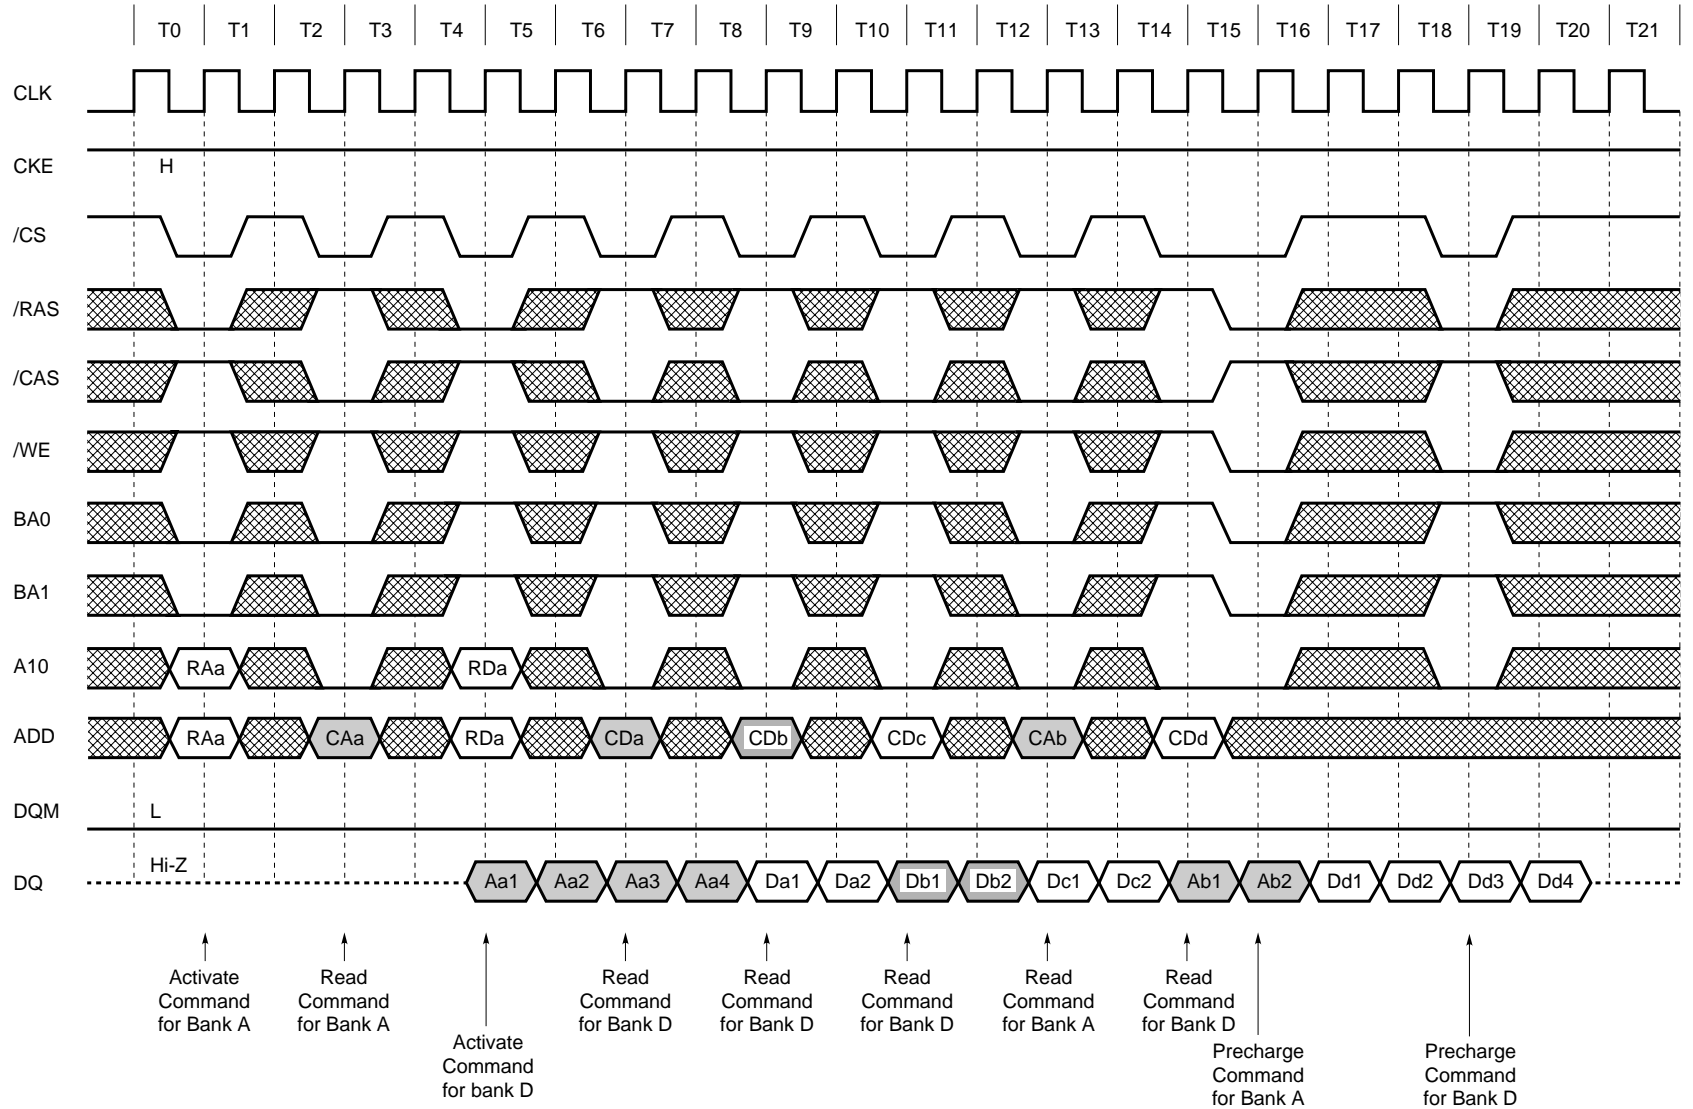 T0 T1 T2 T3 T4 T5 T6 T7 T8 T9 T10 T11 T12 T13 T14 T15 T16 T17 T18 T19 T20 T21
CLK
CKE H
/CS
/RAS
/CAS
/WE
BA0
BA1
A10 RAa RDa
ADD RAa CAa RDa CDa CDb CDc CAb CDd
DQM L
Hi-Z
DQ Aa1 Aa2 Aa3 Aa4 Da1 Da2 Db1 Db2 Dc1 Dc2 Ab1 Ab2 Dd1 Dd2 Dd3 Dd4
Activate
Command
for Bank A
Read
Command
for Bank A
Activate
Command
for bank D
Read
Command
for Bank D
Read
Command
for Bank D
Read
Command
for Bank D
Read
Command
for Bank A
Read
Command
for Bank D
Precharge
Command
for Bank A
Precharge
Command
for Bank D